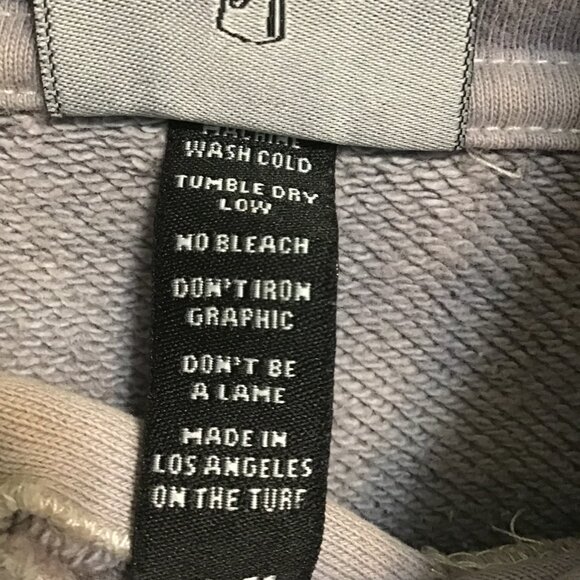 MACHINE
WASH COLD
TUMBLE DRY
LOW
NO BLEACH
DON'T IRON
GRAPHIC
DON'T BE
A LAME
MADE IN
LOS ANGELES
ON THE TURF